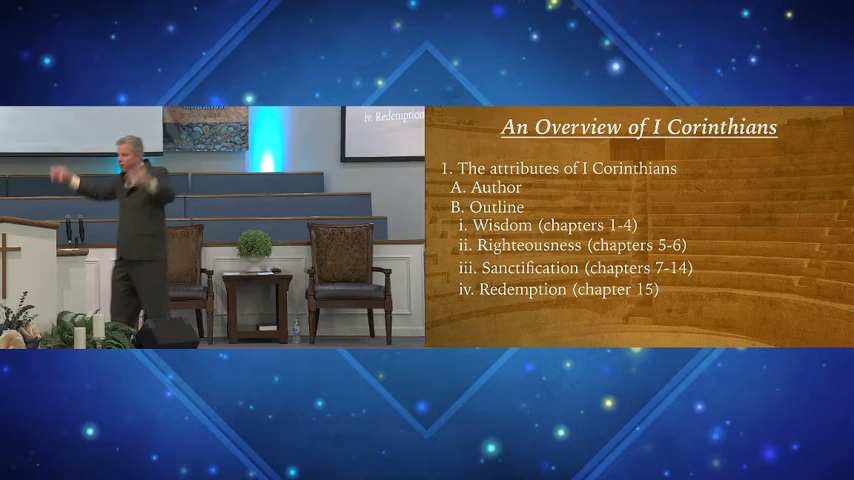 iv. Redemption
An Overview of I Corinthians
1. The attributes of I Corinthians
A. Author
B. Outline
i. Wisdom (chapters 1-4)
ii. Righteousness (chapters 5-6)
iii. Sanctification (chapters 7-14)
iv. Redemption (chapter 15)